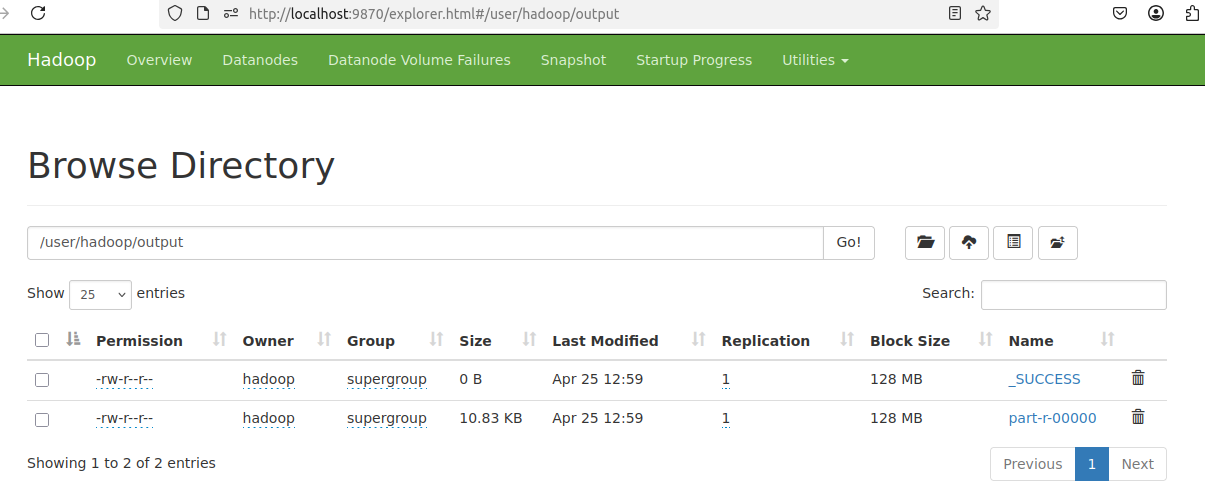 http://localhost:9870/explorer.html#/user/hadoop/output
Hadoop Overview Datanodes Datanode Volume Failures Snapshot Startup Progress Utilities
Browse Directory
/user/hadoop/output Go!
Show 25 entries Search:
Permission Owner Group Size Last Modified Replication Block Size Name
-rw-r--r-- hadoop supergroup 0 B Apr 25 12:59 1 128 MB _SUCCESS
-rw-r--r-- hadoop supergroup 10.83 KB Apr 25 12:59 1 128 MB part-r-00000
Showing 1 to 2 of 2 entries Previous 1 Next